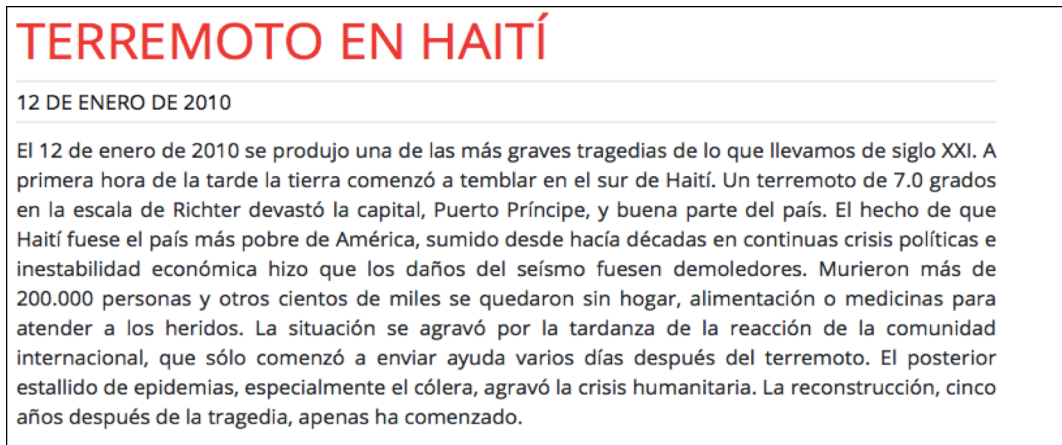 TERREMOTO EN HAITÍ
12 DE ENERO DE 2010
El 12 de enero de 2010 se produjo una de las más graves tragedias de lo que llevamos de siglo XXI. A
primera hora de la tarde la tierra comenzó a temblar en el sur de Haití. Un terremoto de 7.0 grados
en la escala de Richter devastó la capital, Puerto Príncipe, y buena parte del país. El hecho de que
Haití fuese el país más pobre de América, sumido desde hacía décadas en continuas crisis políticas e
inestabilidad económica hizo que los daños del seísmo fuesen demoledores. Murieron más de
200.000 personas y otros cientos de miles se quedaron sin hogar, alimentación o medicinas para
atender a los heridos. La situación se agravó por la tardanza de la reacción de la comunidad
internacional, que sólo comenzó a enviar ayuda varios días después del terremoto. El posterior
estallido de epidemias, especialmente el cólera, agravó la crisis humanitaria. La reconstrucción, cinco
años después de la tragedia, apenas ha comenzado.